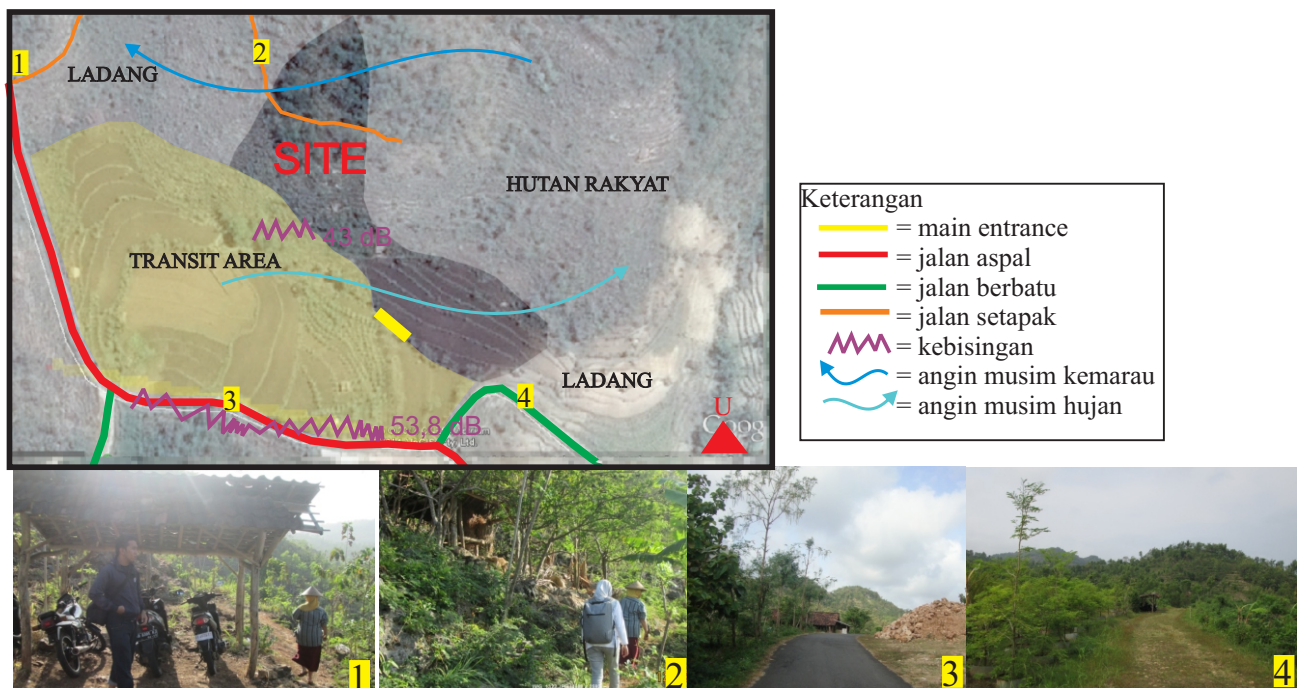 1
2
LADANG
SITE
HUTAN RAKYAT
43 dB
TRANSIT AREA
LADANG
3
4
53,8 dB
U
Goog
Keterangan
= main entrance
= jalan aspal
= jalan berbatu
= jalan setapak
= kebisingan
= angin musim kemarau
= angin musim hujan
1
2
3
4